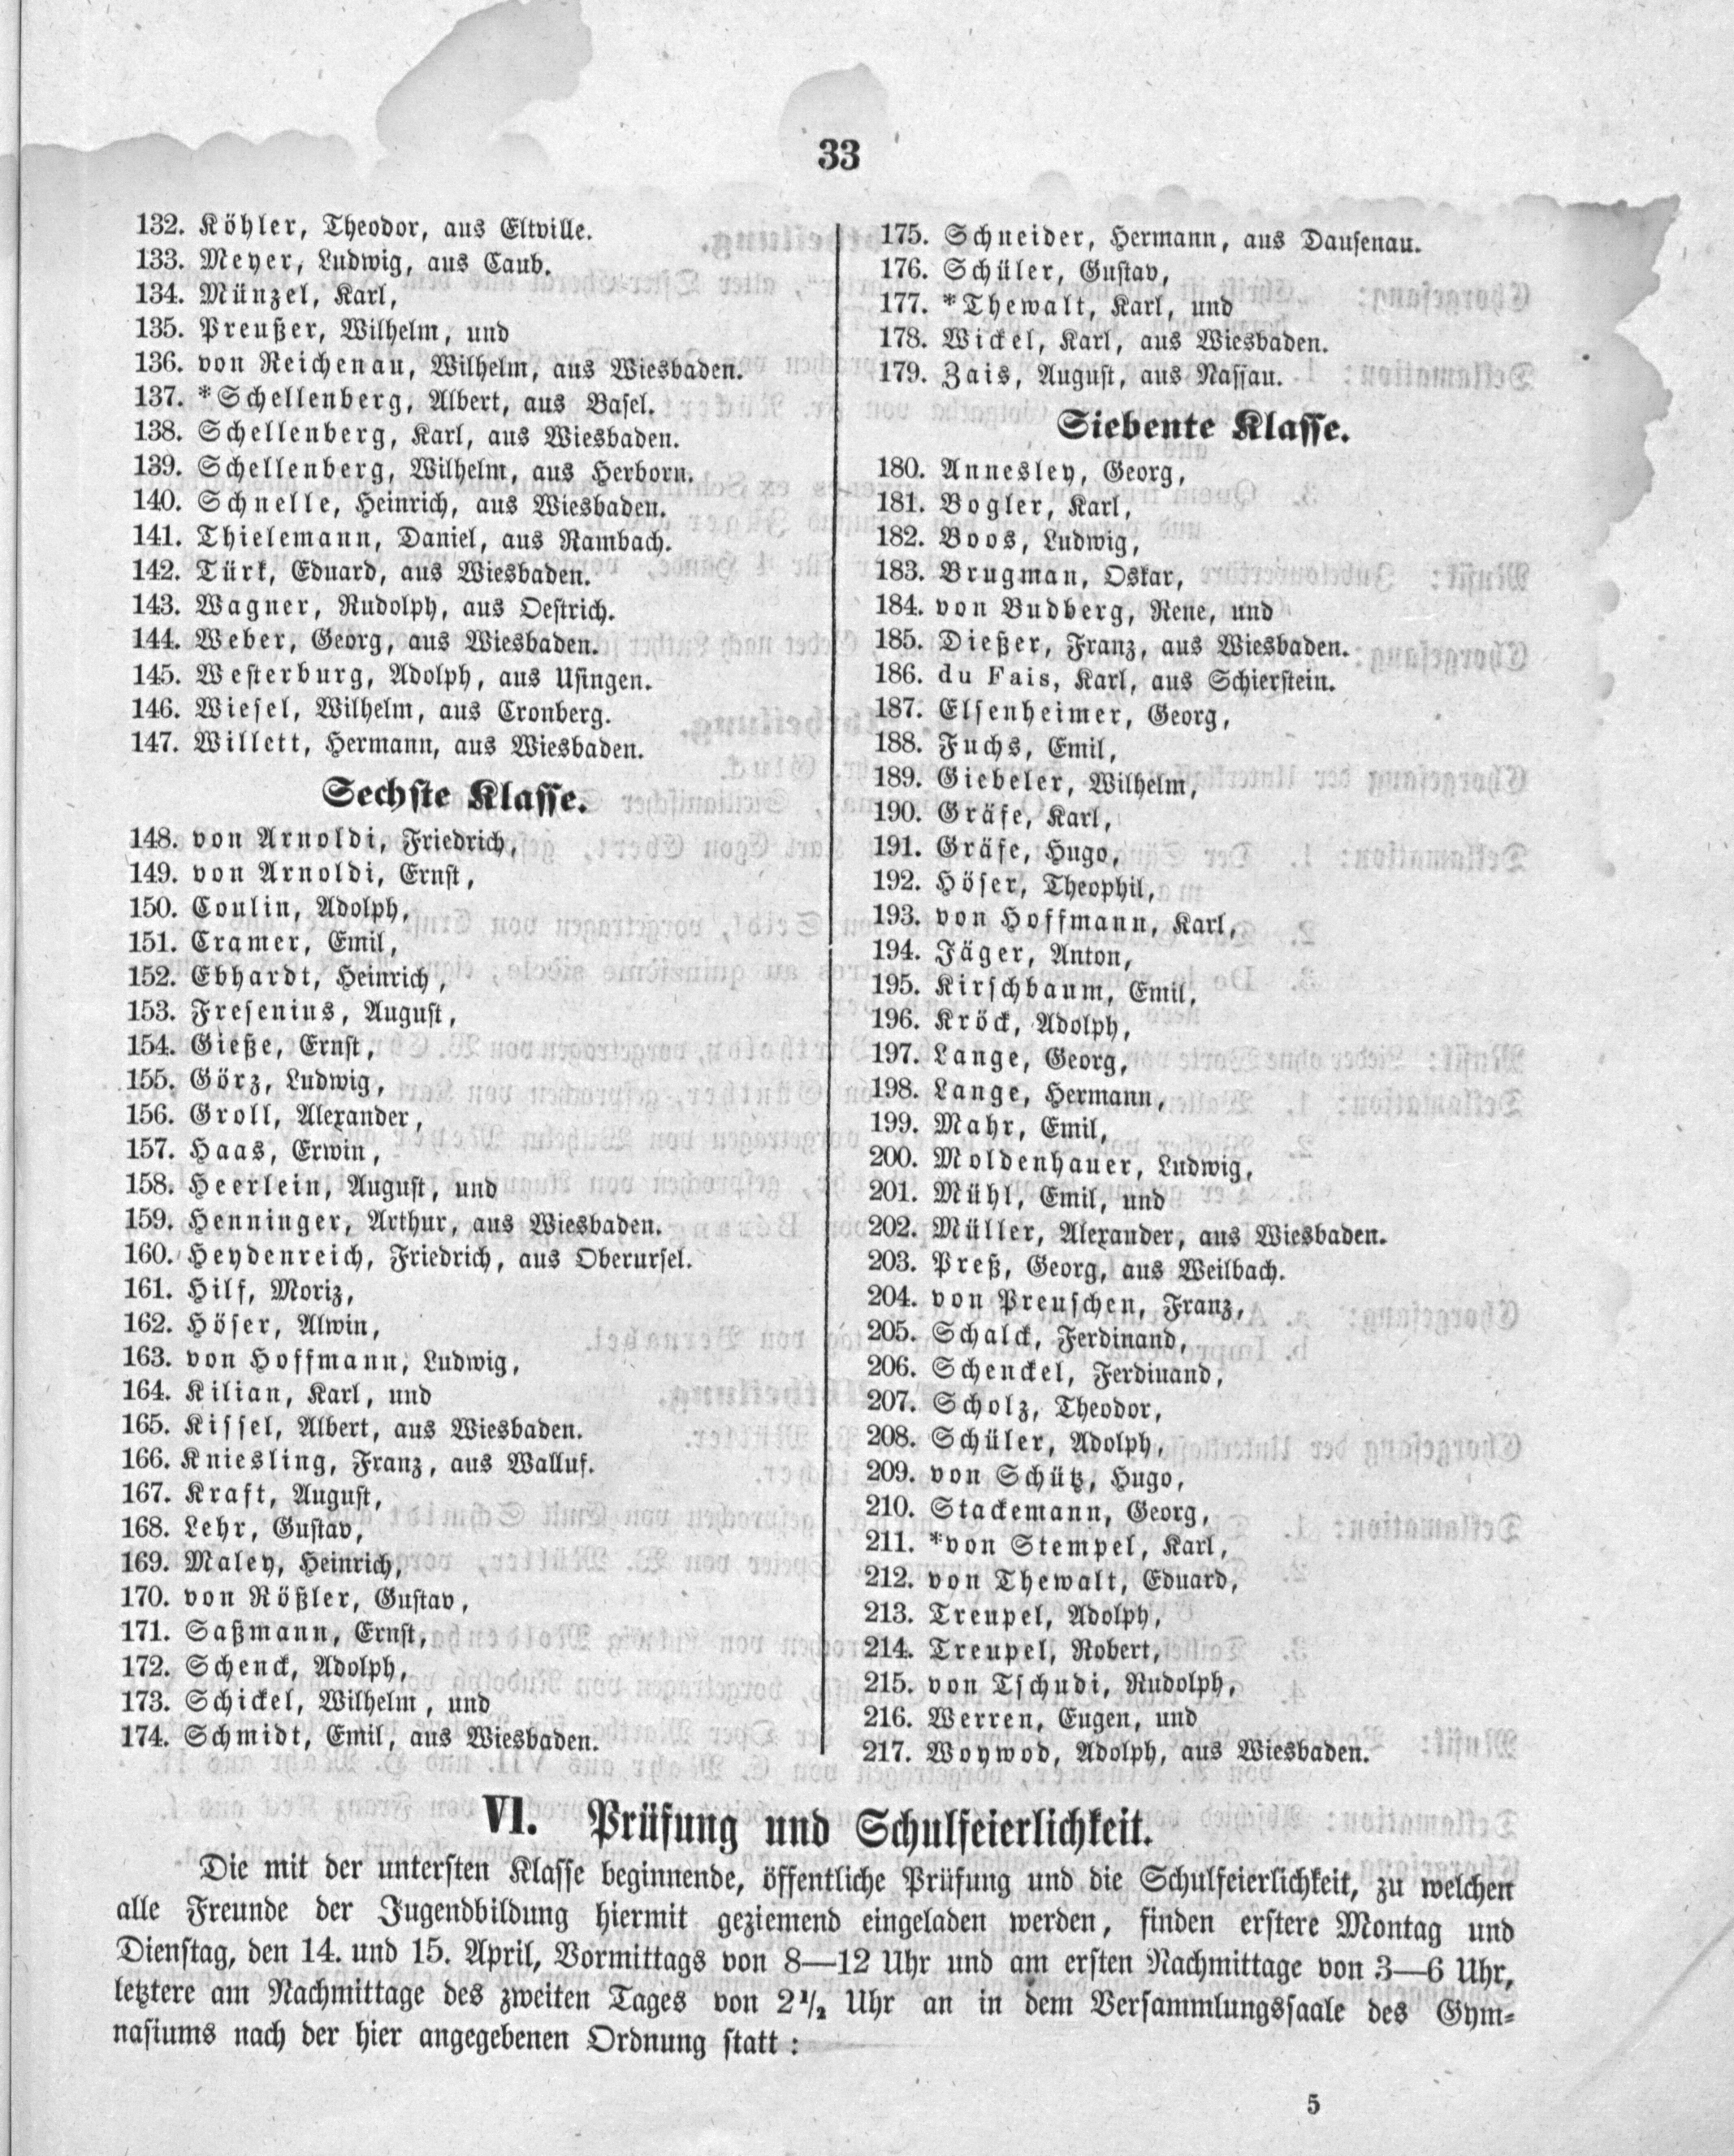 33
132. Köhler, Theodor, aus Eltville.
133. Meyer, Ludwig, aus Caub.
134. Münzel, Karl,
135. Preußer, Wilhelm, und
136. von Reichenau, Wilhelm, aus Wiesbaden.
137. *Schellenberg, Albert, aus Basel.
138. Schellenberg, Karl, aus Wiesbaden.
139. Schellenberg, Wilhelm, aus Herborn.
140. Schnelle, Heinrich, aus Wiesbaden.
141. Thielemann, Daniel, aus Rambach.
142. Türk, Eduard, aus Wiesbaden.
143. Wagner, Rudolph, aus Oestrich.
144. Weber, Georg, aus Wiesbaden.
145. Westerburg, Adolph, aus Usingen.
146. Wiesel, Wilhelm, aus Cronberg.
147. Willett, Hermann, aus Wiesbaden.
Sechste Klasse.
148. von Arnoldi, Friedrich,
149. von Arnoldi, Ernst,
150. Coulin, Adolph,
151. Cramer, Emil,
152. Ebhardt, Heinrich,
153. Fresenius, August,
154. Gieße, Ernst,
155. Görz, Ludwig,
156. Groll, Alexander,
157. Haas, Erwin,
158. Heerlein, August, und
159. Henninger, Arthur, aus Wiesbaden.
160. Heydenreich, Friedrich, aus Oberursel.
161. Hilf, Moriz,
162. Höser, Alwin,
163. von Hoffmann, Ludwig,
164. Kilian, Karl, und
165. Kissel, Albert, aus Wiesbaden.
166. Kniesling, Franz, aus Walluf.
167. Kraft, August,
168. Lehr, Gustav,
169. Maley, Heinrich,
170. von Rößler, Gustav,
171. Saßmann, Ernst,
172. Schenck, Adolph,
173. Schickel, Wilhelm, und
174. Schmidt, Emil, aus Wiesbaden.
175. Schneider, Hermann, aus Dausenau.
176. Schüler, Gustav,
177. *Thewalt, Karl, und
178. Wickel, Karl, aus Wiesbaden.
179. Zais, August, aus Nassau.
Siebente Klasse.
180. Annesley, Georg,
181. Bogler, Karl,
182. Boos, Ludwig,
183. Brugman, Oskar,
184. von Budberg, Rene, und
185. Dießer, Franz, aus Wiesbaden.
186. du Fais, Karl, aus Schierstein.
187. Elsenheimer, Georg,
188. Fuchs, Emil,
189. Giebeler, Wilhelm,
190. Gräfe, Karl,
191. Gräfe, Hugo,
192. Höser, Theophil,
193. von Hoffmann, Karl,
194. Jäger, Anton,
195. Kirschbaum, Emil,
196. Kröck, Adolph,
197. Lange, Georg,
198. Lange, Hermann,
199. Mahr, Emil,
200. Moldenhauer, Ludwig,
201. Mühl, Emil, und
202. Müller, Alexander, aus Wiesbaden.
203. Preß, Georg, aus Weilbach.
204. von Preuschen, Franz,
205. Schalck, Ferdinand,
206. Schenckel, Ferdinand,
207. Scholz, Theodor,
208. Schüler, Adolph,
209. von Schütz, Hugo,
210. Stackemann, Georg,
211. *von Stempel, Karl,
212. von Thewalt, Eduard,
213. Treupel, Adolph,
214. Treupel, Robert,
215. von Tschudi, Rudolph,
216. Werren, Eugen, und
217. Woywod, Adolph, aus Wiesbaden.
VI. Prüfung und Schulfeierlichkeit.
Die mit der untersten Klasse beginnende, öffentliche Prüfung und die Schulfeierlichkeit, zu welchen
alle Freunde der Jugendbildung hiermit geziemend eingeladen werden, finden erstere Montag und
Dienstag, den 14. und 15. April, Vormittags von 8—12 Uhr und am ersten Nachmittage von 3—6 Uhr,
letztere am Nachmittage des zweiten Tages von 2½ Uhr an in dem Versammlungssaale des Gym-
nasiums nach der hier angegebenen Ordnung statt:
5